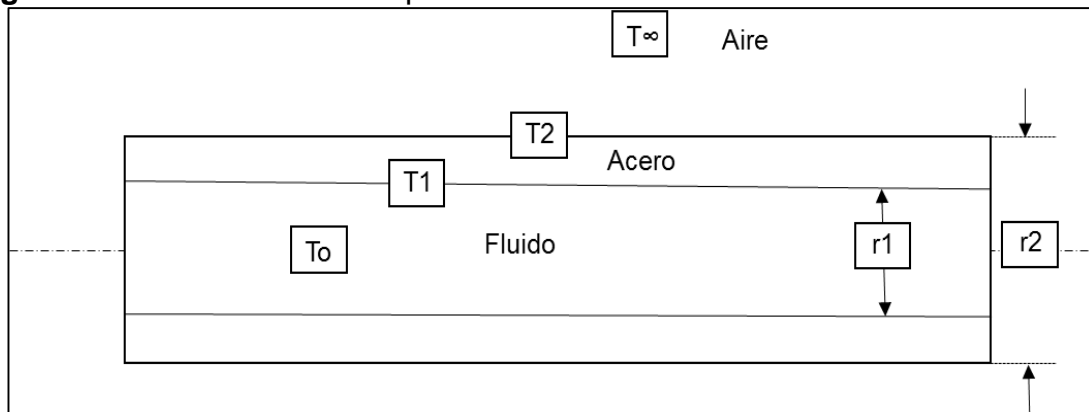 T∞ Aire
T2
Acero
T1
To Fluido r1 r2